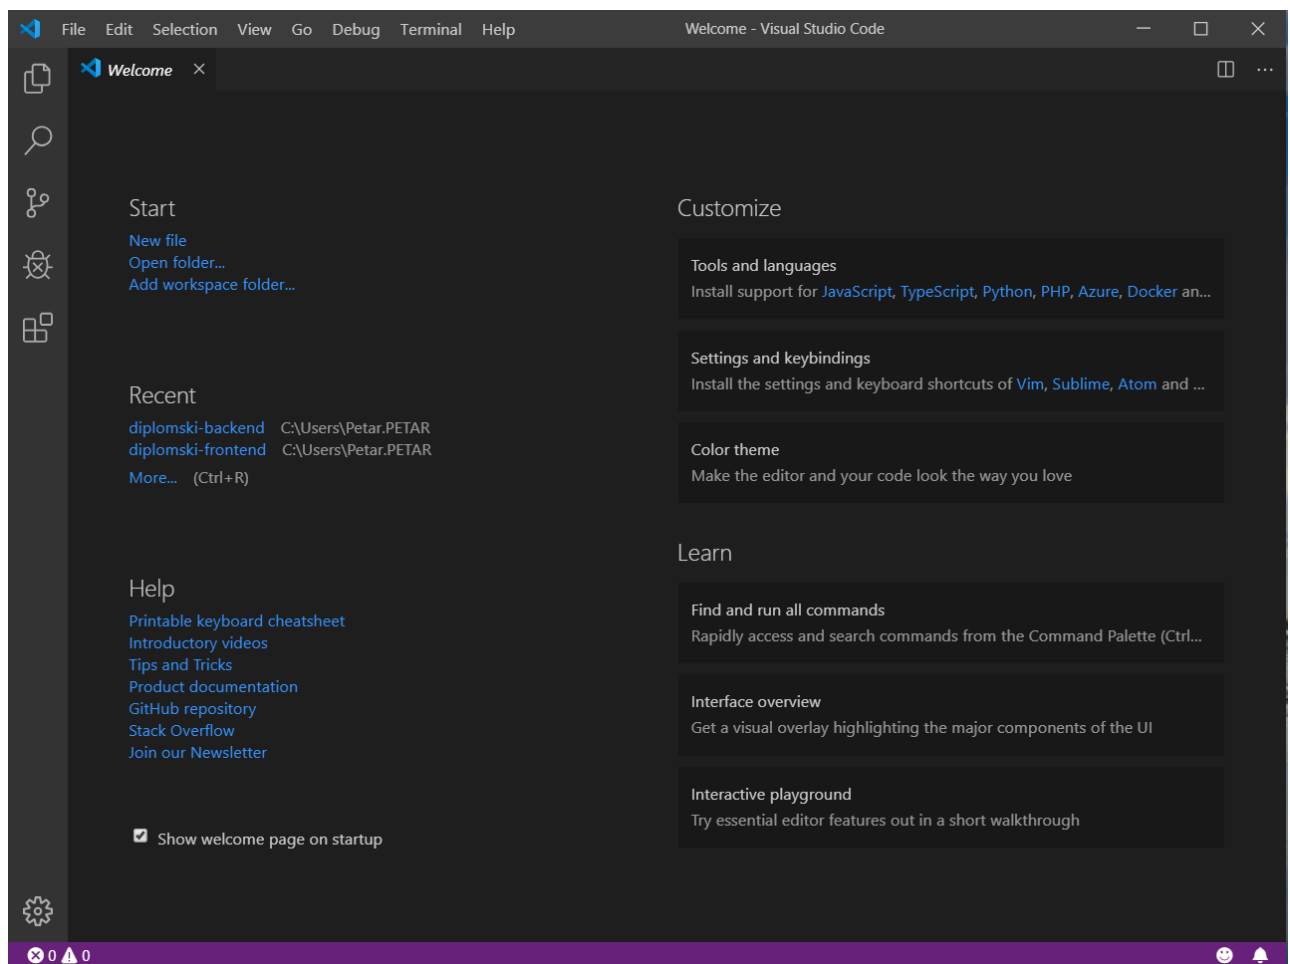 File Edit Selection View Go Debug Terminal Help Welcome - Visual Studio Code
Welcome
Start
New file
Open folder...
Add workspace folder...
Recent
diplomski-backend C:\Users\Petar.PETAR
diplomski-frontend C:\Users\Petar.PETAR
More... (Ctrl+R)
Help
Printable keyboard cheatsheet
Introductory videos
Tips and Tricks
Product documentation
GitHub repository
Stack Overflow
Join our Newsletter
Show welcome page on startup
Customize
Tools and languages
Install support for JavaScript, TypeScript, Python, PHP, Azure, Docker an...
Settings and keybindings
Install the settings and keyboard shortcuts of Vim, Sublime, Atom and ...
Color theme
Make the editor and your code look the way you love
Learn
Find and run all commands
Rapidly access and search commands from the Command Palette (Ctrl...
Interface overview
Get a visual overlay highlighting the major components of the UI
Interactive playground
Try essential editor features out in a short walkthrough
0 0